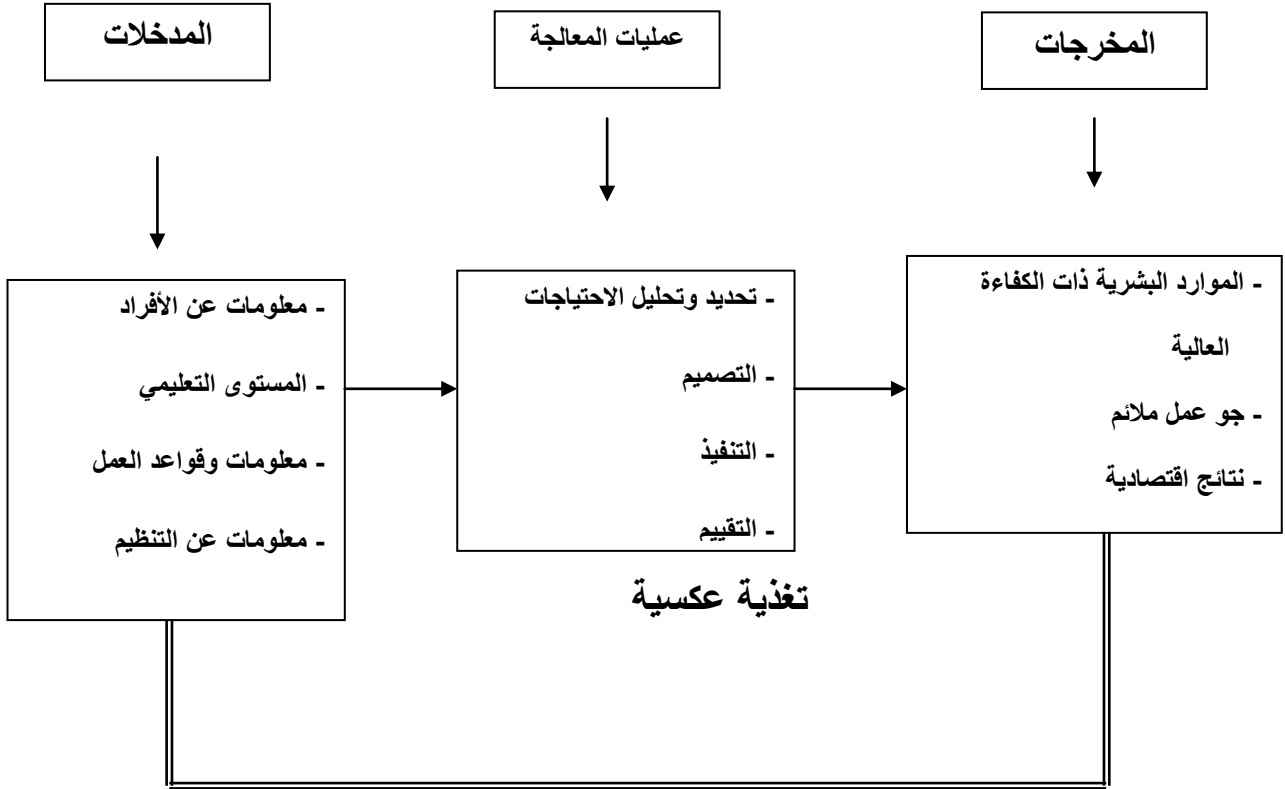 المدخلات
عمليات المعالجة
المخرجات
- معلومات عن الأفراد
- المستوى التعليمي
- معلومات وقواعد العمل
- معلومات عن التنظيم
- تحديد وتحليل الاحتياجات
- التصميم
- التنفيذ
- التقييم
- الموارد البشرية ذات الكفاءة
العالية
- جو عمل ملائم
- نتائج اقتصادية
تغذية عكسية